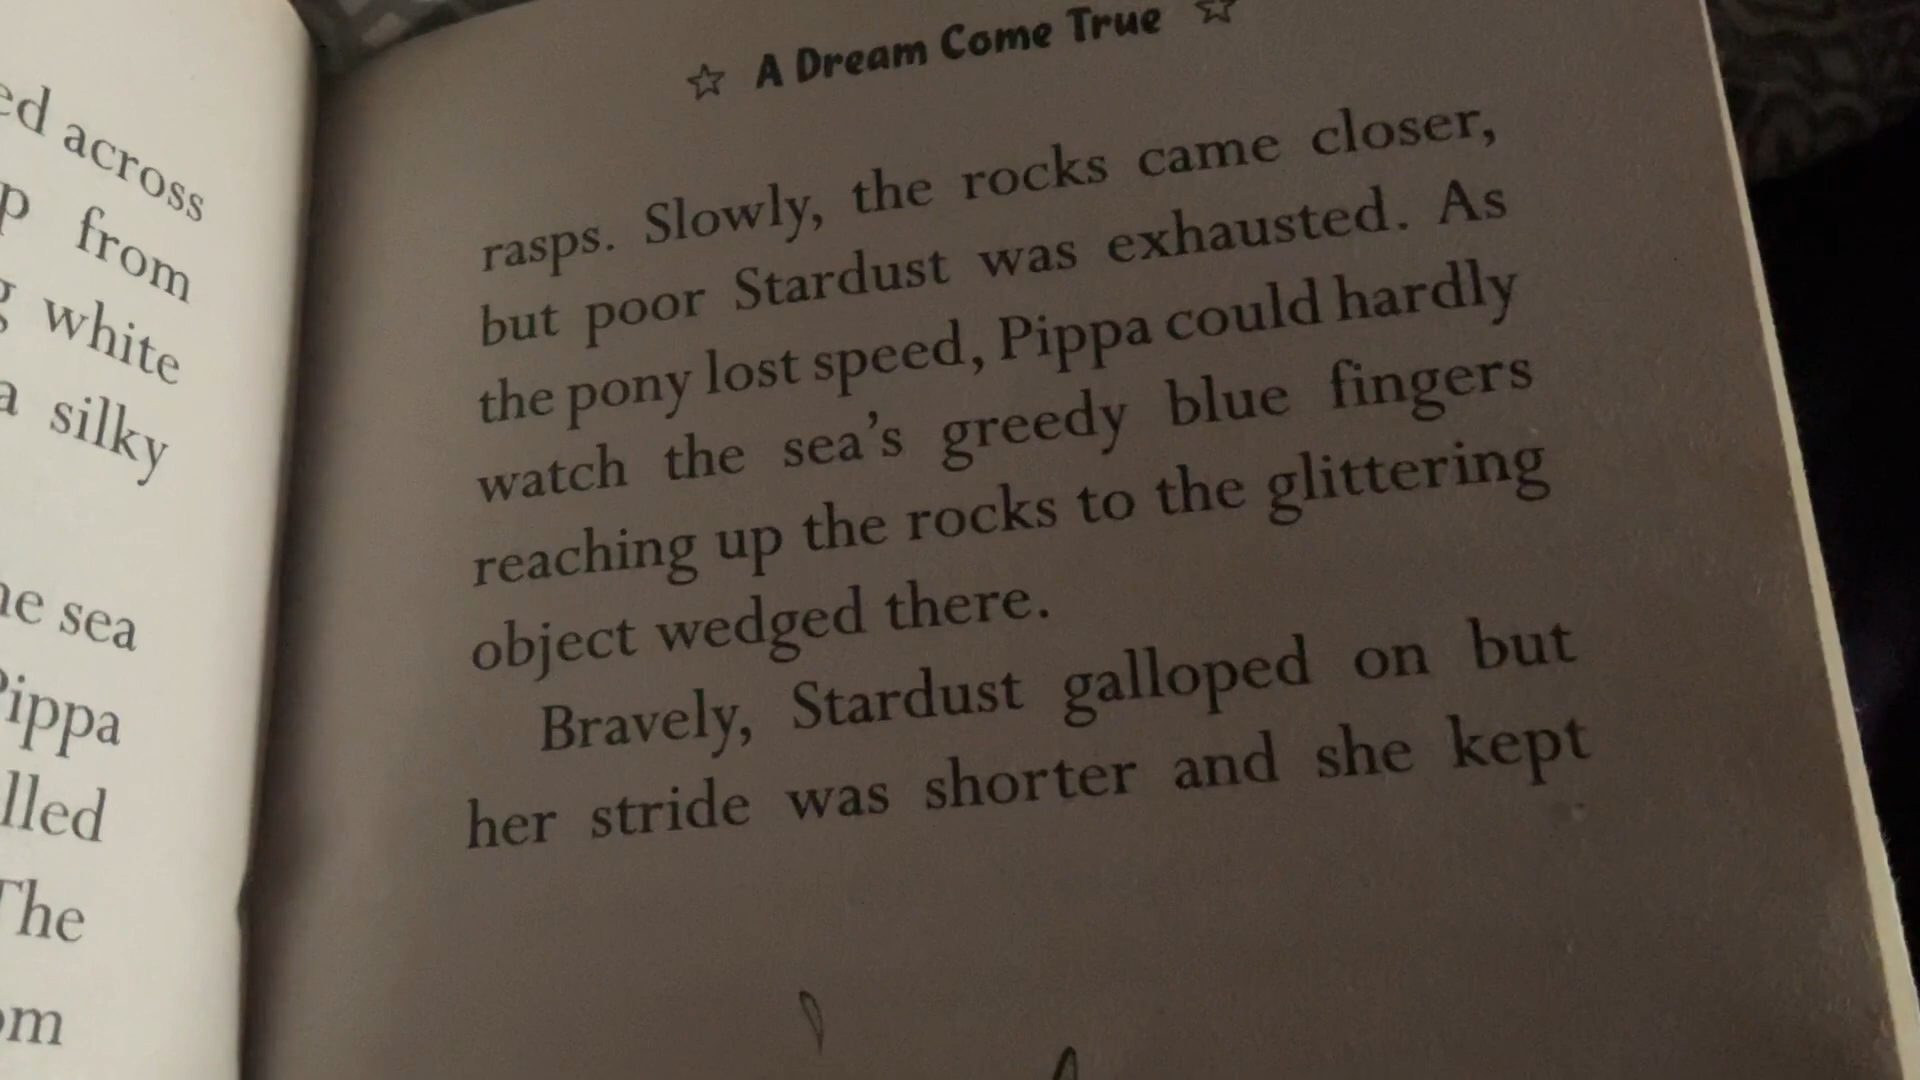 ed across
p from
g white
a silky
he sea
Pippa
lled
The
om
☆ A Dream Come True ☆
rasps. Slowly, the rocks came closer,
but poor Stardust was exhausted. As
the pony lost speed, Pippa could hardly
watch the sea's greedy blue fingers
reaching up the rocks to the glittering
object wedged there.
Bravely, Stardust galloped on but
her stride was shorter and she kept